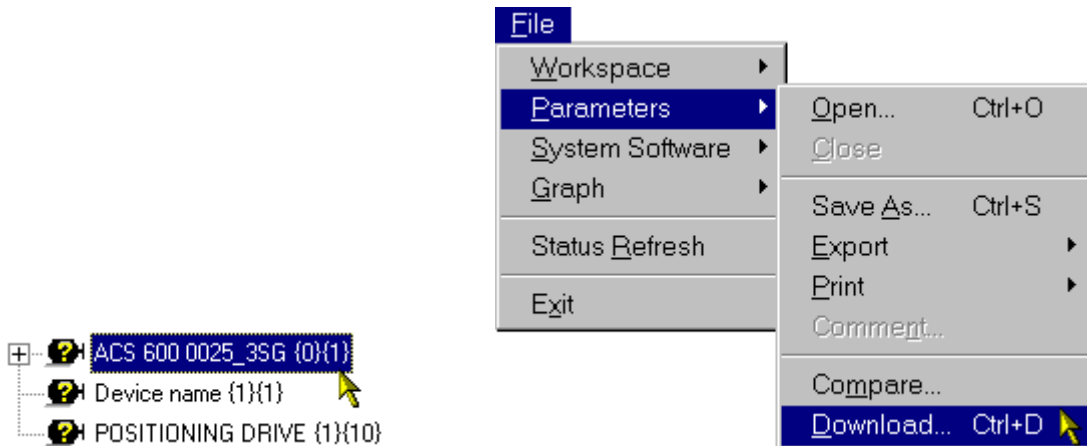 File
Workspace
Parameters
System Software
Graph
Status Refresh
Exit
Open... Ctrl+O
Close
Save As... Ctrl+S
Export
Print
Comment...
Compare...
Download... Ctrl+D
ACS 600 0025_3SG {0}{1}
Device name {1}{1}
POSITIONING DRIVE {1}{10}